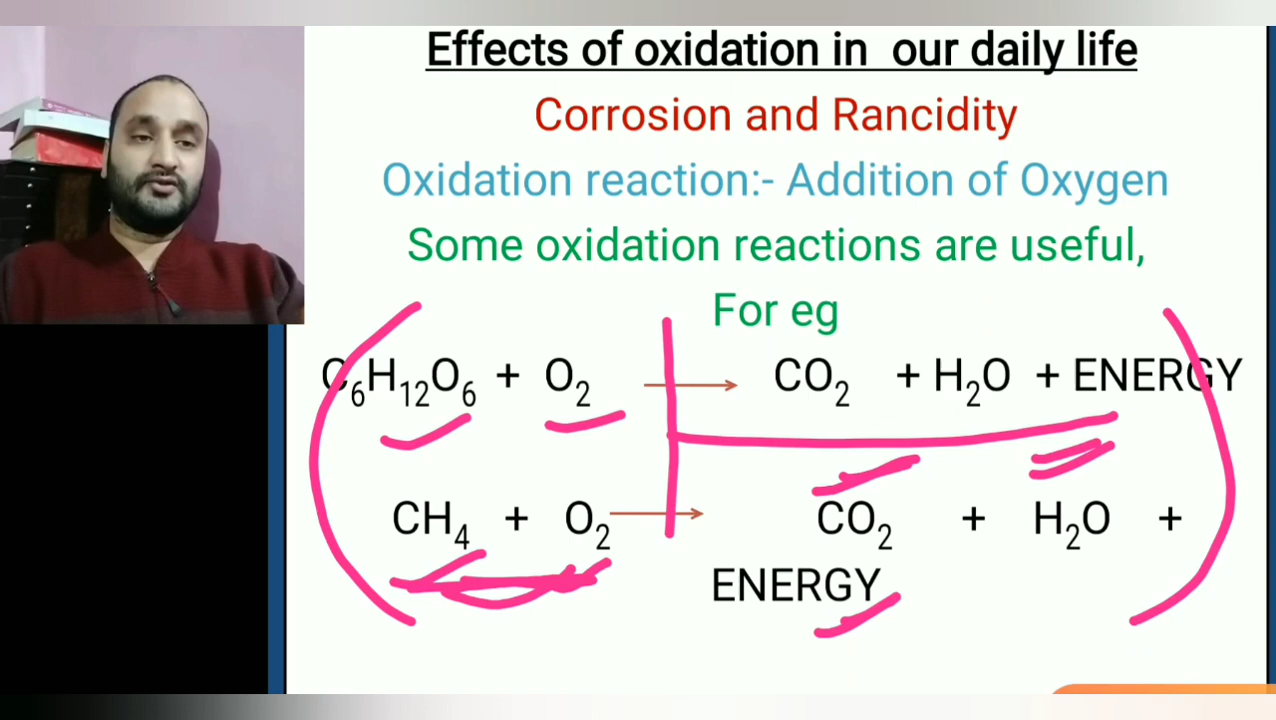 Effects of oxidation in our daily life
Corrosion and Rancidity
Oxidation reaction:- Addition of Oxygen
Some oxidation reactions are useful,
For eg
C₆H₁₂O₆ + O₂ → CO₂ + H₂O + ENERGY
CH₄ + O₂ → CO₂ + H₂O +
ENERGY